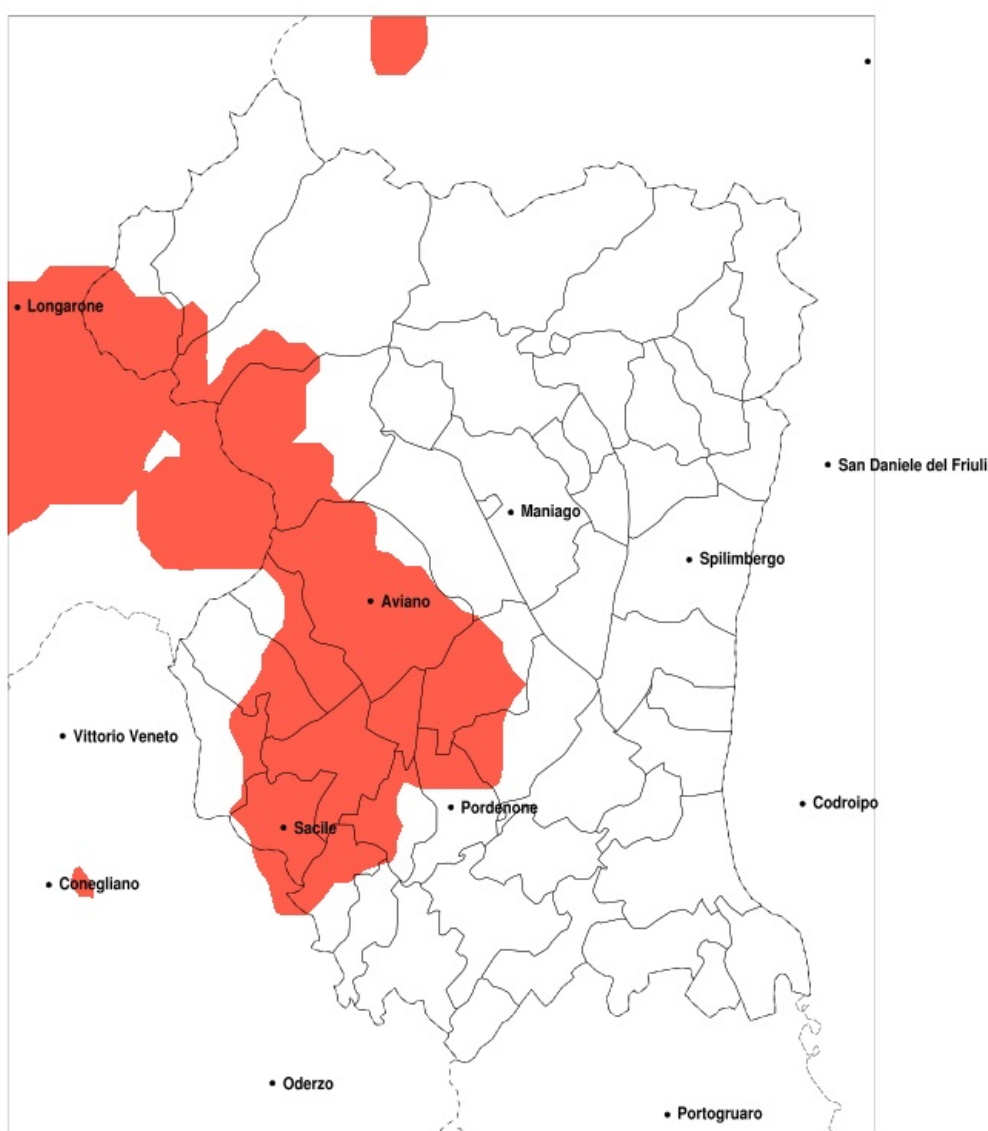 Longarone
San Daniele del Friuli
Maniago
Spilimbergo
Aviano
Vittorio Veneto
Codroipo
Pordenone
Sacile
Conegliano
Oderzo
Portogruaro